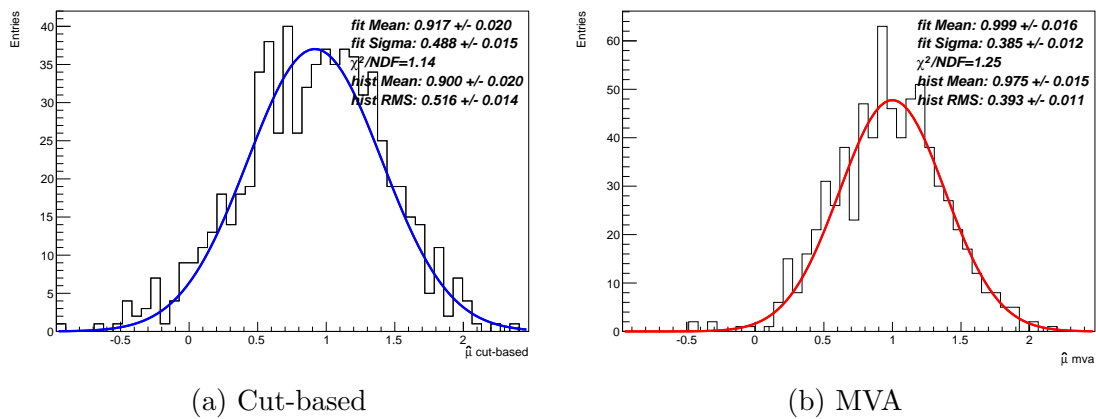 Entries
40
35
30
25
20
15
10
5
0
-0.5
0
0.5
1
1.5
2
μ̂ cut-based
fit Mean: 0.917 +/- 0.020
fit Sigma: 0.488 +/- 0.015
χ²/NDF=1.14
hist Mean: 0.900 +/- 0.020
hist RMS: 0.516 +/- 0.014
(a) Cut-based
Entries
60
50
40
30
20
10
0
-0.5
0
0.5
1
1.5
2
μ̂ mva
fit Mean: 0.999 +/- 0.016
fit Sigma: 0.385 +/- 0.012
χ²/NDF=1.25
hist Mean: 0.975 +/- 0.015
hist RMS: 0.393 +/- 0.011
(b) MVA